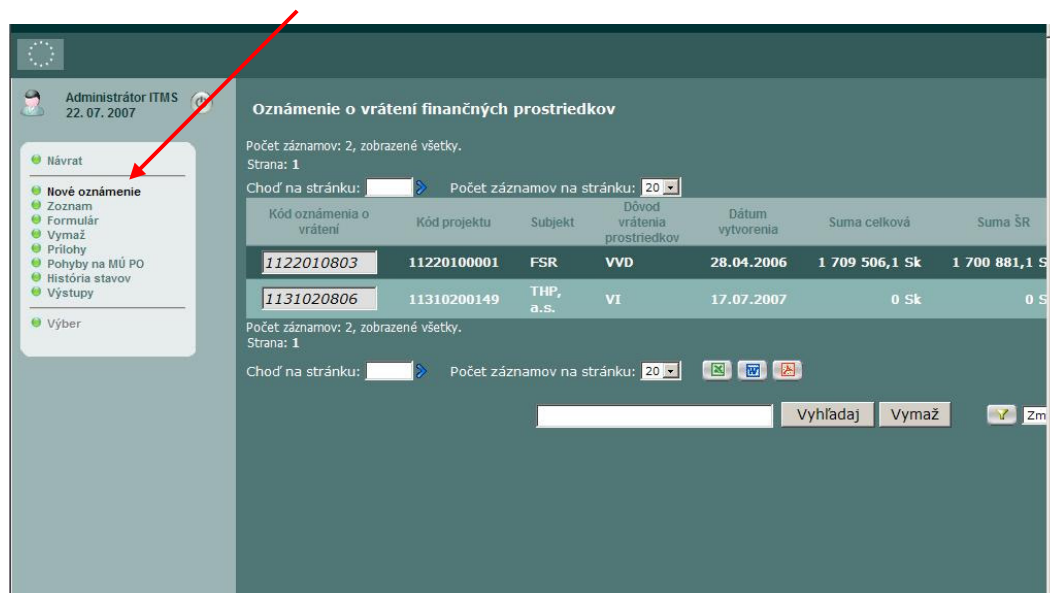 Administrátor ITMS
22. 07. 2007
Návrat
Nové oznámenie
Zoznam
Formulár
Vymaž
Prílohy
Pohyby na MÚ PO
História stavov
Výstupy
Výber
Oznámenie o vrátení finančných prostriedkov
Počet záznamov: 2, zobrazené všetky.
Strana: 1
Choď na stránku: Počet záznamov na stránku: 20
Kód oznámenia o vrátení Kód projektu Subjekt Dôvod vrátenia prostriedkov Dátum vytvorenia Suma celková Suma ŠR
1122010803 11220100001 FSR VVD 28.04.2006 1 709 506,1 Sk 1 700 881,1 S
1131020806 11310200149 THP, a.s. VI 17.07.2007 0 Sk 0 S
Počet záznamov: 2, zobrazené všetky.
Strana: 1
Choď na stránku: Počet záznamov na stránku: 20
Vyhľadaj Vymaž Zm